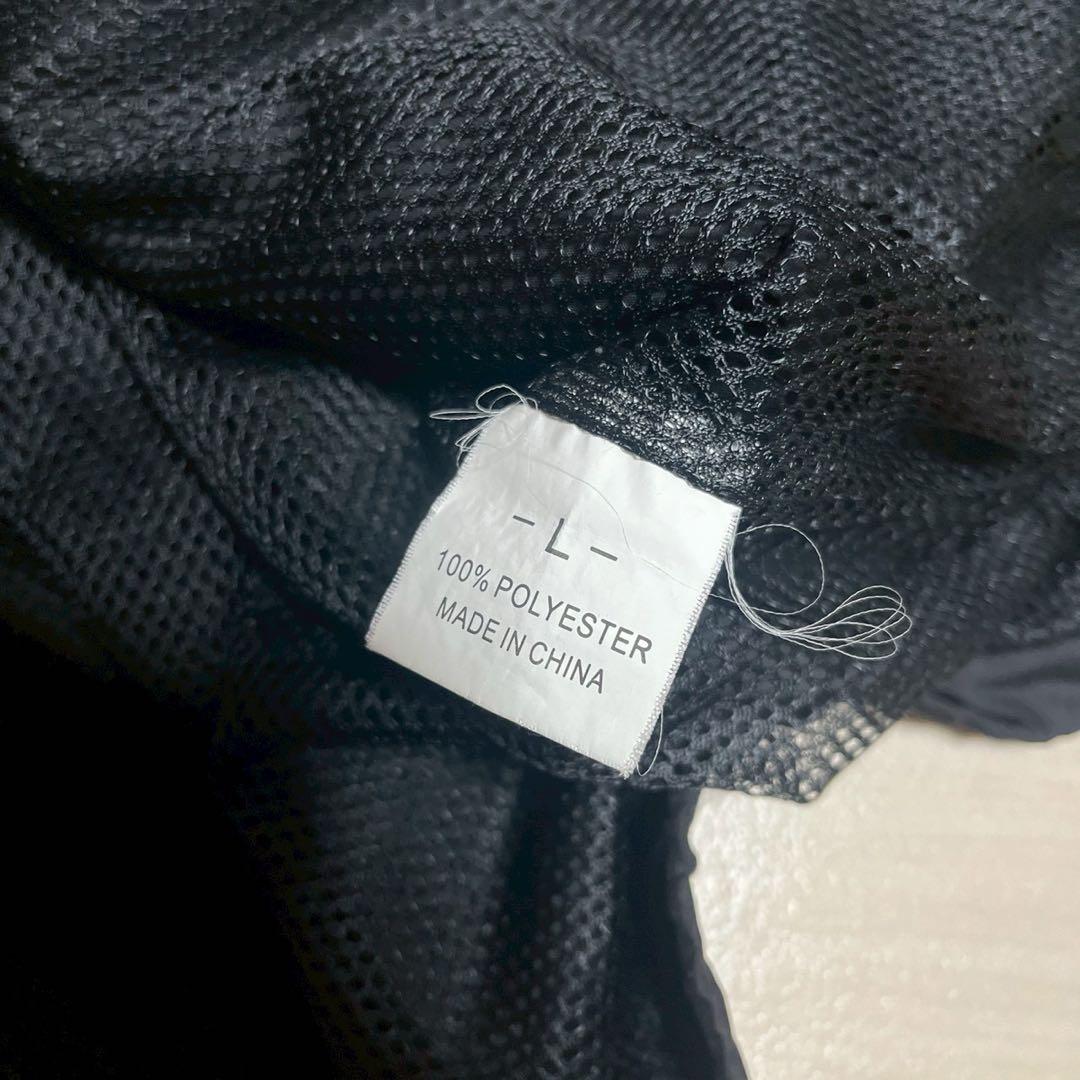 - L -
100% POLYESTER
MADE IN CHINA